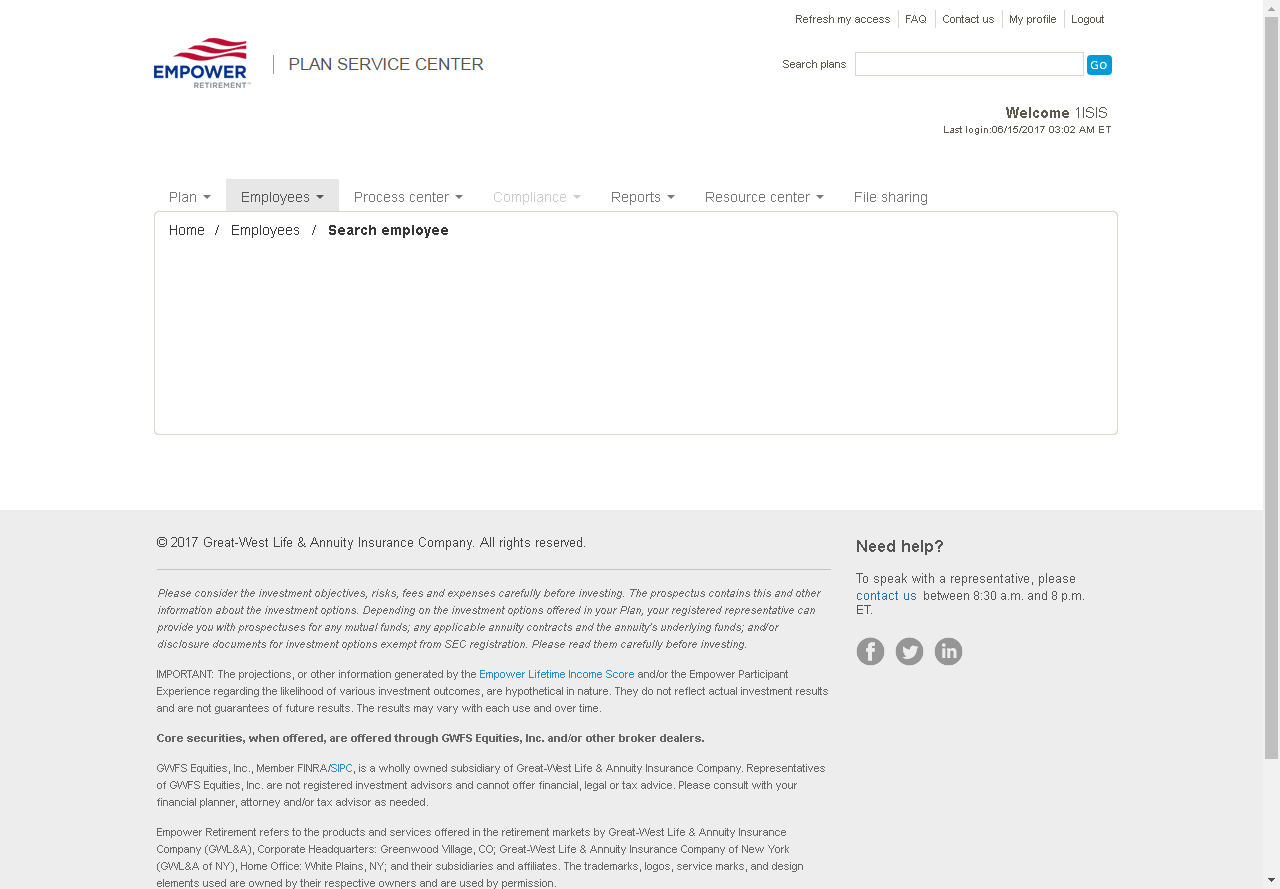 Refresh my access FAQ Contact us My profile Logout
EMPOWER
RETIREMENT™
PLAN SERVICE CENTER
Search plans Go
Welcome 1ISIS
Last login:06/15/2017 03:02 AM ET
Plan Employees Process center Compliance Reports Resource center File sharing
Home / Employees / Search employee
© 2017 Great-West Life & Annuity Insurance Company. All rights reserved.
Please consider the investment objectives, risks, fees and expenses carefully before investing. The prospectus contains this and other
information about the investment options. Depending on the investment options offered in your Plan, your registered representative can
provide you with prospectuses for any mutual funds; any applicable annuity contracts and the annuity's underlying funds; and/or
disclosure documents for investment options exempt from SEC registration. Please read them carefully before investing.
IMPORTANT: The projections, or other information generated by the Empower Lifetime Income Score and/or the Empower Participant
Experience regarding the likelihood of various investment outcomes, are hypothetical in nature. They do not reflect actual investment results
and are not guarantees of future results. The results may vary with each use and over time.
Core securities, when offered, are offered through GWFS Equities, Inc. and/or other broker dealers.
GWFS Equities, Inc., Member FINRA/SIPC, is a wholly owned subsidiary of Great-West Life & Annuity Insurance Company. Representatives
of GWFS Equities, Inc. are not registered investment advisors and cannot offer financial, legal or tax advice. Please consult with your
financial planner, attorney and/or tax advisor as needed.
Empower Retirement refers to the products and services offered in the retirement markets by Great-West Life & Annuity Insurance
Company (GWL&A), Corporate Headquarters: Greenwood Village, CO; Great-West Life & Annuity Insurance Company of New York
(GWL&A of NY), Home Office: White Plains, NY; and their subsidiaries and affiliates. The trademarks, logos, service marks, and design
elements used are owned by their respective owners and are used by permission.
Need help?
To speak with a representative, please
contact us between 8:30 a.m. and 8 p.m.
ET.
f in